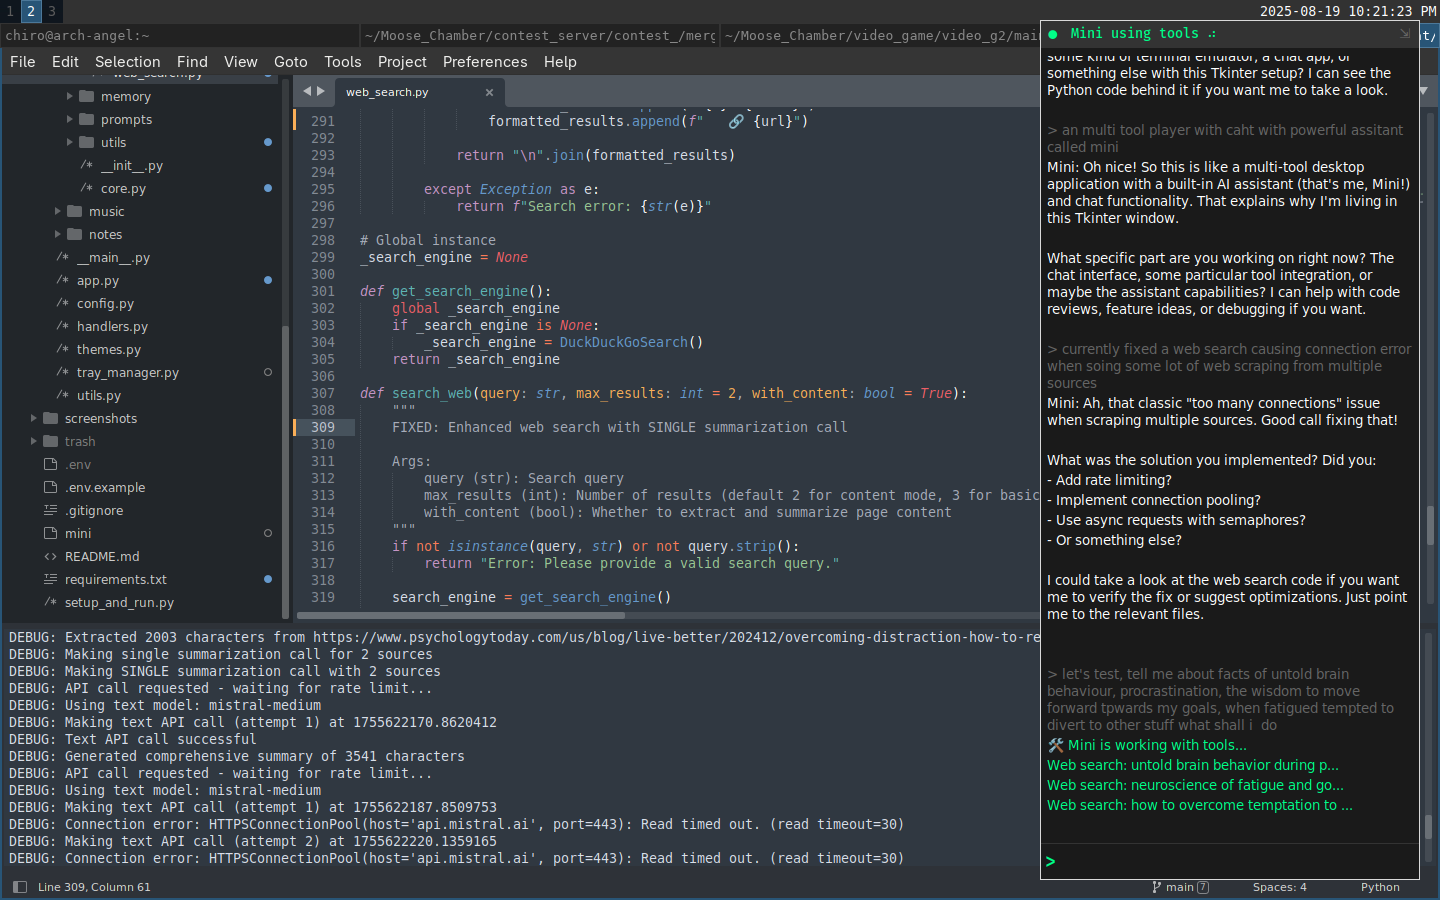 1 2 3
2025-08-19 10:21:23 PM
chiro@arch-angel:~
~/Moose_Chamber/contest_server/contest_/merg
~/Moose_Chamber/video_game/video_g2/main
File Edit Selection Find View Goto Tools Project Preferences Help
web_search.py
memory
prompts
utils
/* __init__.py
/* core.py
music
notes
/* __main__.py
/* app.py
/* config.py
/* handlers.py
/* themes.py
/* tray_manager.py
/* utils.py
screenshots
trash
.env
.env.example
.gitignore
mini
README.md
requirements.txt
/* setup_and_run.py
web_search.py ×
291 formatted_results.append(f"   🔗 {url}")
292
293 return "\n".join(formatted_results)
294
295 except Exception as e:
296 return f"Search error: {str(e)}"
297
298 # Global instance
299 _search_engine = None
300
301 def get_search_engine():
302 global _search_engine
303 if _search_engine is None:
304 _search_engine = DuckDuckGoSearch()
305 return _search_engine
306
307 def search_web(query: str, max_results: int = 2, with_content: bool = True):
308 """
309 FIXED: Enhanced web search with SINGLE summarization call
310
311 Args:
312 query (str): Search query
313 max_results (int): Number of results (default 2 for content mode, 3 for basic
314 with_content (bool): Whether to extract and summarize page content
315 """
316 if not isinstance(query, str) or not query.strip():
317 return "Error: Please provide a valid search query."
318
319 search_engine = get_search_engine()
DEBUG: Extracted 2003 characters from https://www.psychologytoday.com/us/blog/live-better/202412/overcoming-distraction-how-to-re
DEBUG: Making single summarization call for 2 sources
DEBUG: Making SINGLE summarization call with 2 sources
DEBUG: API call requested - waiting for rate limit...
DEBUG: Using text model: mistral-medium
DEBUG: Making text API call (attempt 1) at 1755622170.8620412
DEBUG: Text API call successful
DEBUG: Generated comprehensive summary of 3541 characters
DEBUG: API call requested - waiting for rate limit...
DEBUG: Using text model: mistral-medium
DEBUG: Making text API call (attempt 1) at 1755622187.8509753
DEBUG: Connection error: HTTPSConnectionPool(host='api.mistral.ai', port=443): Read timed out. (read timeout=30)
DEBUG: Making text API call (attempt 2) at 1755622220.1359165
DEBUG: Connection error: HTTPSConnectionPool(host='api.mistral.ai', port=443): Read timed out. (read timeout=30)
Line 309, Column 61
main 7
Spaces: 4
Python
Mini using tools
some kind of terminal emulator, a chat app, or
something else with this Tkinter setup? I can see the
Python code behind it if you want me to take a look.
> an multi tool player with caht with powerful assitant
called mini
Mini: Oh nice! So this is like a multi-tool desktop
application with a built-in AI assistant (that's me, Mini!)
and chat functionality. That explains why I'm living in
this Tkinter window.
What specific part are you working on right now? The
chat interface, some particular tool integration, or
maybe the assistant capabilities? I can help with code
reviews, feature ideas, or debugging if you want.
> currently fixed a web search causing connection error
when soing some lot of web scraping from multiple
sources
Mini: Ah, that classic "too many connections" issue
when scraping multiple sources. Good call fixing that!
What was the solution you implemented? Did you:
- Add rate limiting?
- Implement connection pooling?
- Use async requests with semaphores?
- Or something else?
I could take a look at the web search code if you want
me to verify the fix or suggest optimizations. Just point
me to the relevant files.
> let's test, tell me about facts of untold brain
behaviour, procrastination, the wisdom to move
forward tpwards my goals, when fatigued tempted to
divert to other stuff what shall i  do
🛠 Mini is working with tools...
Web search: untold brain behavior during p...
Web search: neuroscience of fatigue and go...
Web search: how to overcome temptation to ...
>